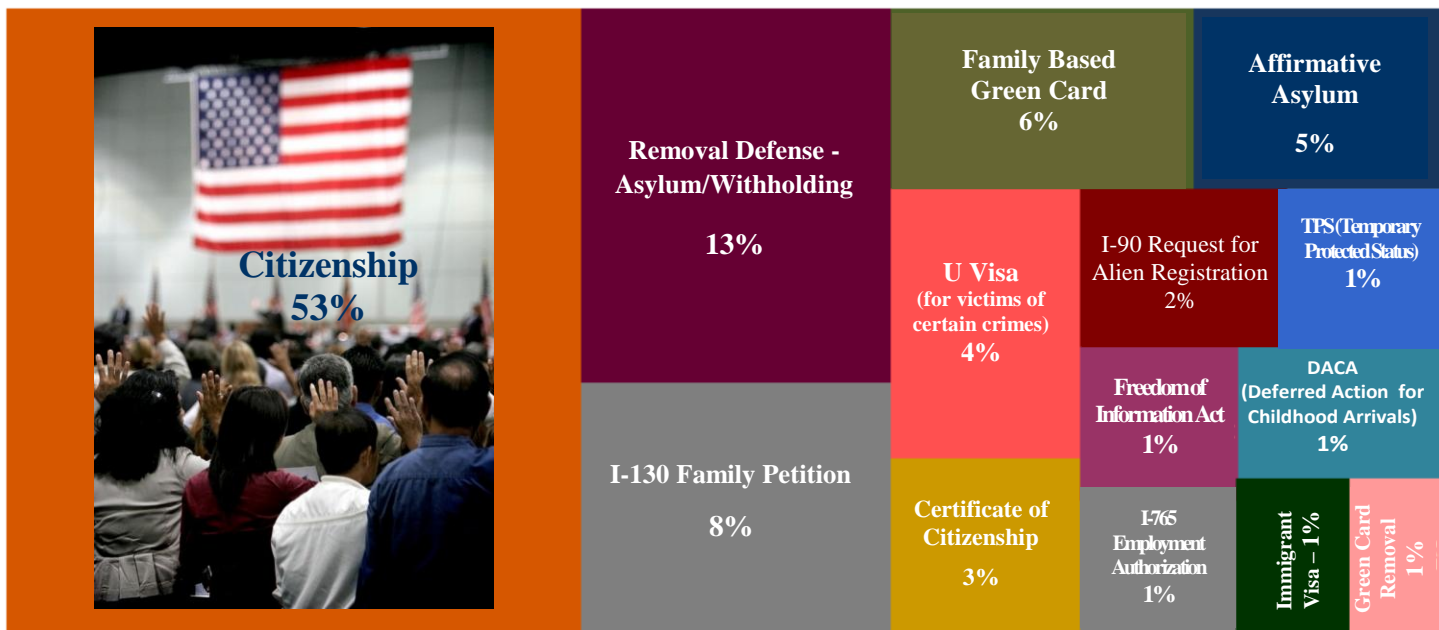 Citizenship
53%
Removal Defense -
Asylum/Withholding
13%
I-130 Family Petition
8%
Family Based
Green Card
6%
Affirmative
Asylum
5%
U Visa
(for victims of
certain crimes)
4%
Certificate of
Citizenship
3%
I-90 Request for
Alien Registration
2%
TPS (Temporary
Protected Status)
1%
Freedom of
Information Act
1%
DACA
(Deferred Action for
Childhood Arrivals)
1%
I-765
Employment
Authorization
1%
Immigrant
Visa – 1%
Green Card
Removal
1%